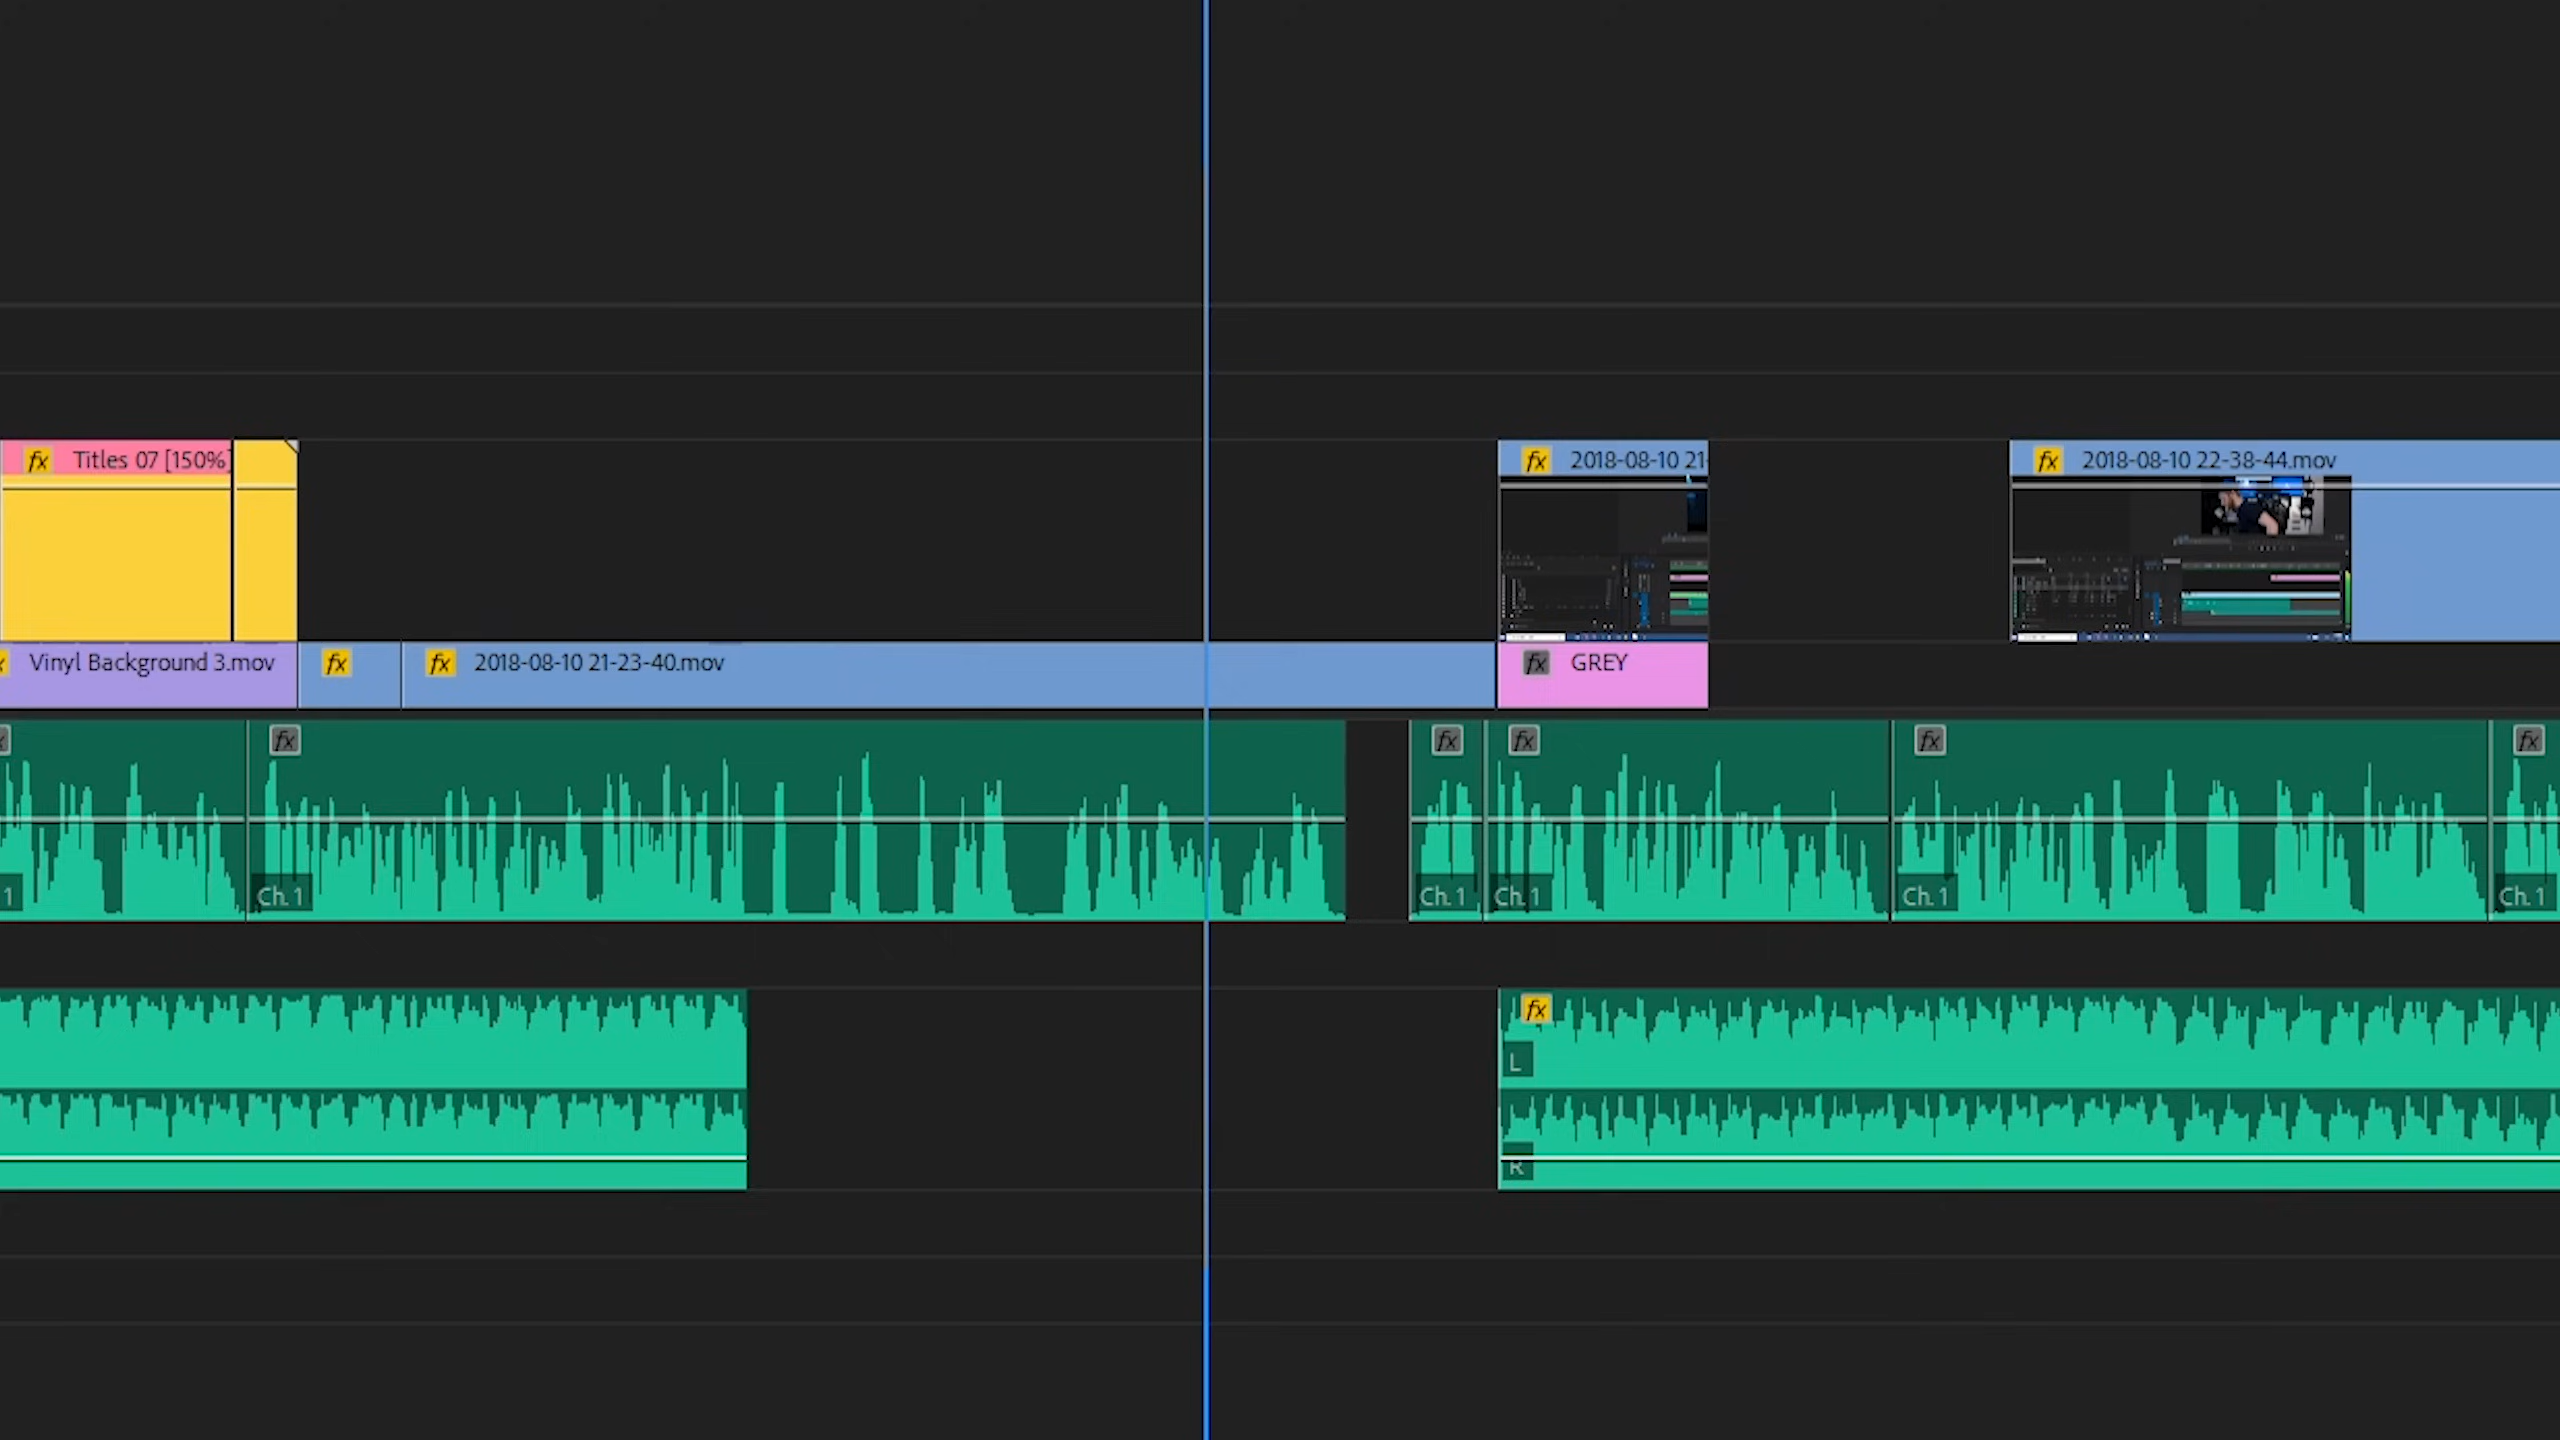 fx Titles 07 [150%]
fx 2018-08-10 21-
fx 2018-08-10 22-38-44.mov
Vinyl Background 3.mov
fx
fx 2018-08-10 21-23-40.mov
fx GREY
fx
fx
fx
fx
fx
1
Ch. 1
Ch. 1
Ch. 1
Ch. 1
Ch. 1
fx
L
R